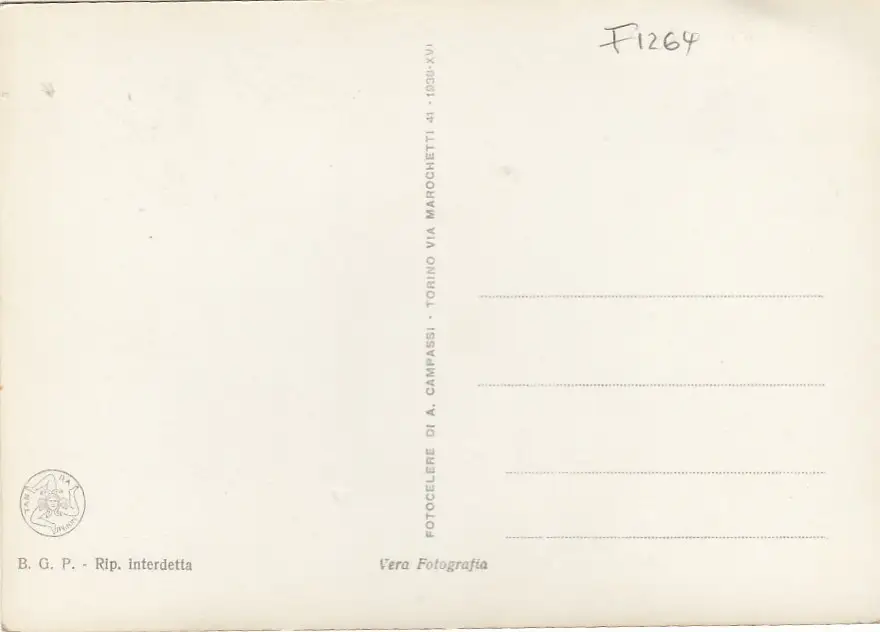 F1264
FOTOCELERE DI A. CAMPASSI - TORINO VIA MAROCHETTI 41 - 1938-XVI
B. G. P. - Rip. interdetta
Vera Fotografia